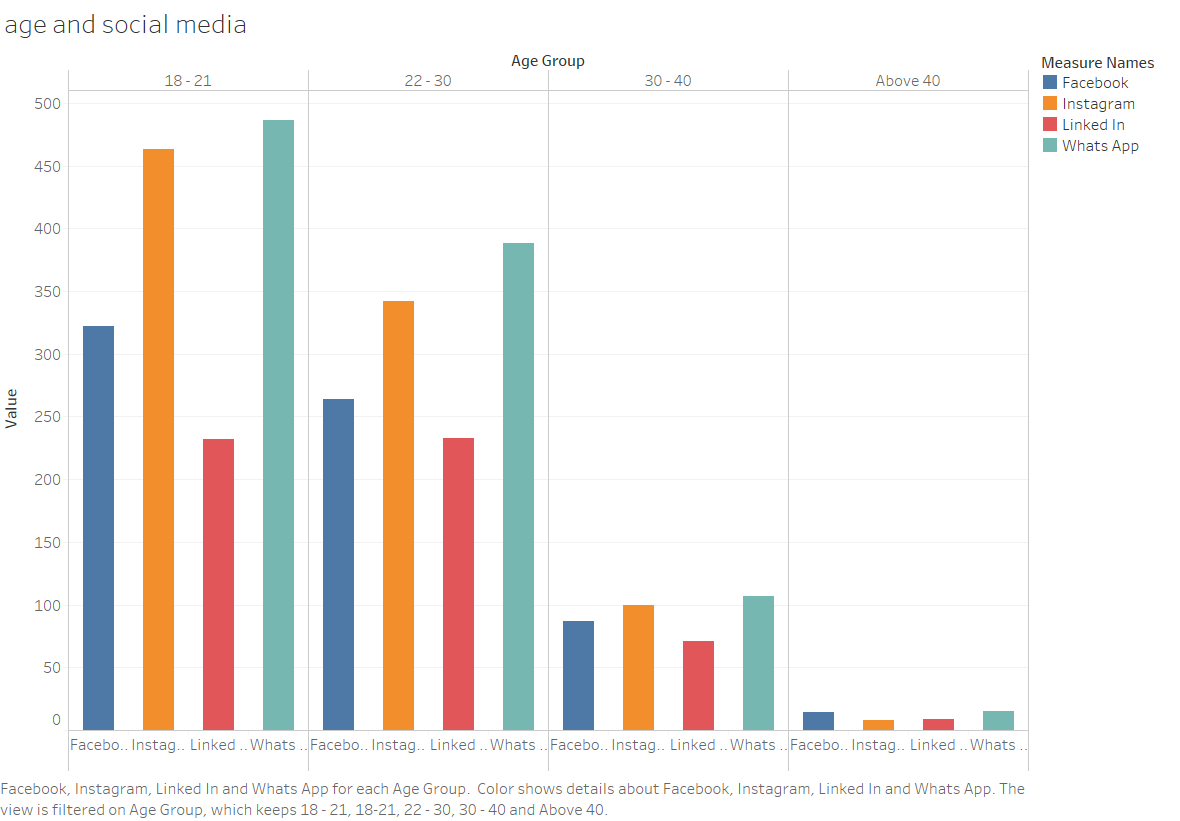 age and social media
Age Group
Measure Names
18 - 21 22 - 30 30 - 40 Above 40
Facebook
Instagram
Linked In
Whats App
500
450
400
350
300
250
200
150
100
50
0
Value
Facebo.. Instag.. Linked .. Whats .. Facebo.. Instag.. Linked .. Whats .. Facebo.. Instag.. Linked .. Whats .. Facebo.. Instag.. Linked .. Whats ..
Facebook, Instagram, Linked In and Whats App for each Age Group.  Color shows details about Facebook, Instagram, Linked In and Whats App. The
view is filtered on Age Group, which keeps 18 - 21, 18-21, 22 - 30, 30 - 40 and Above 40.